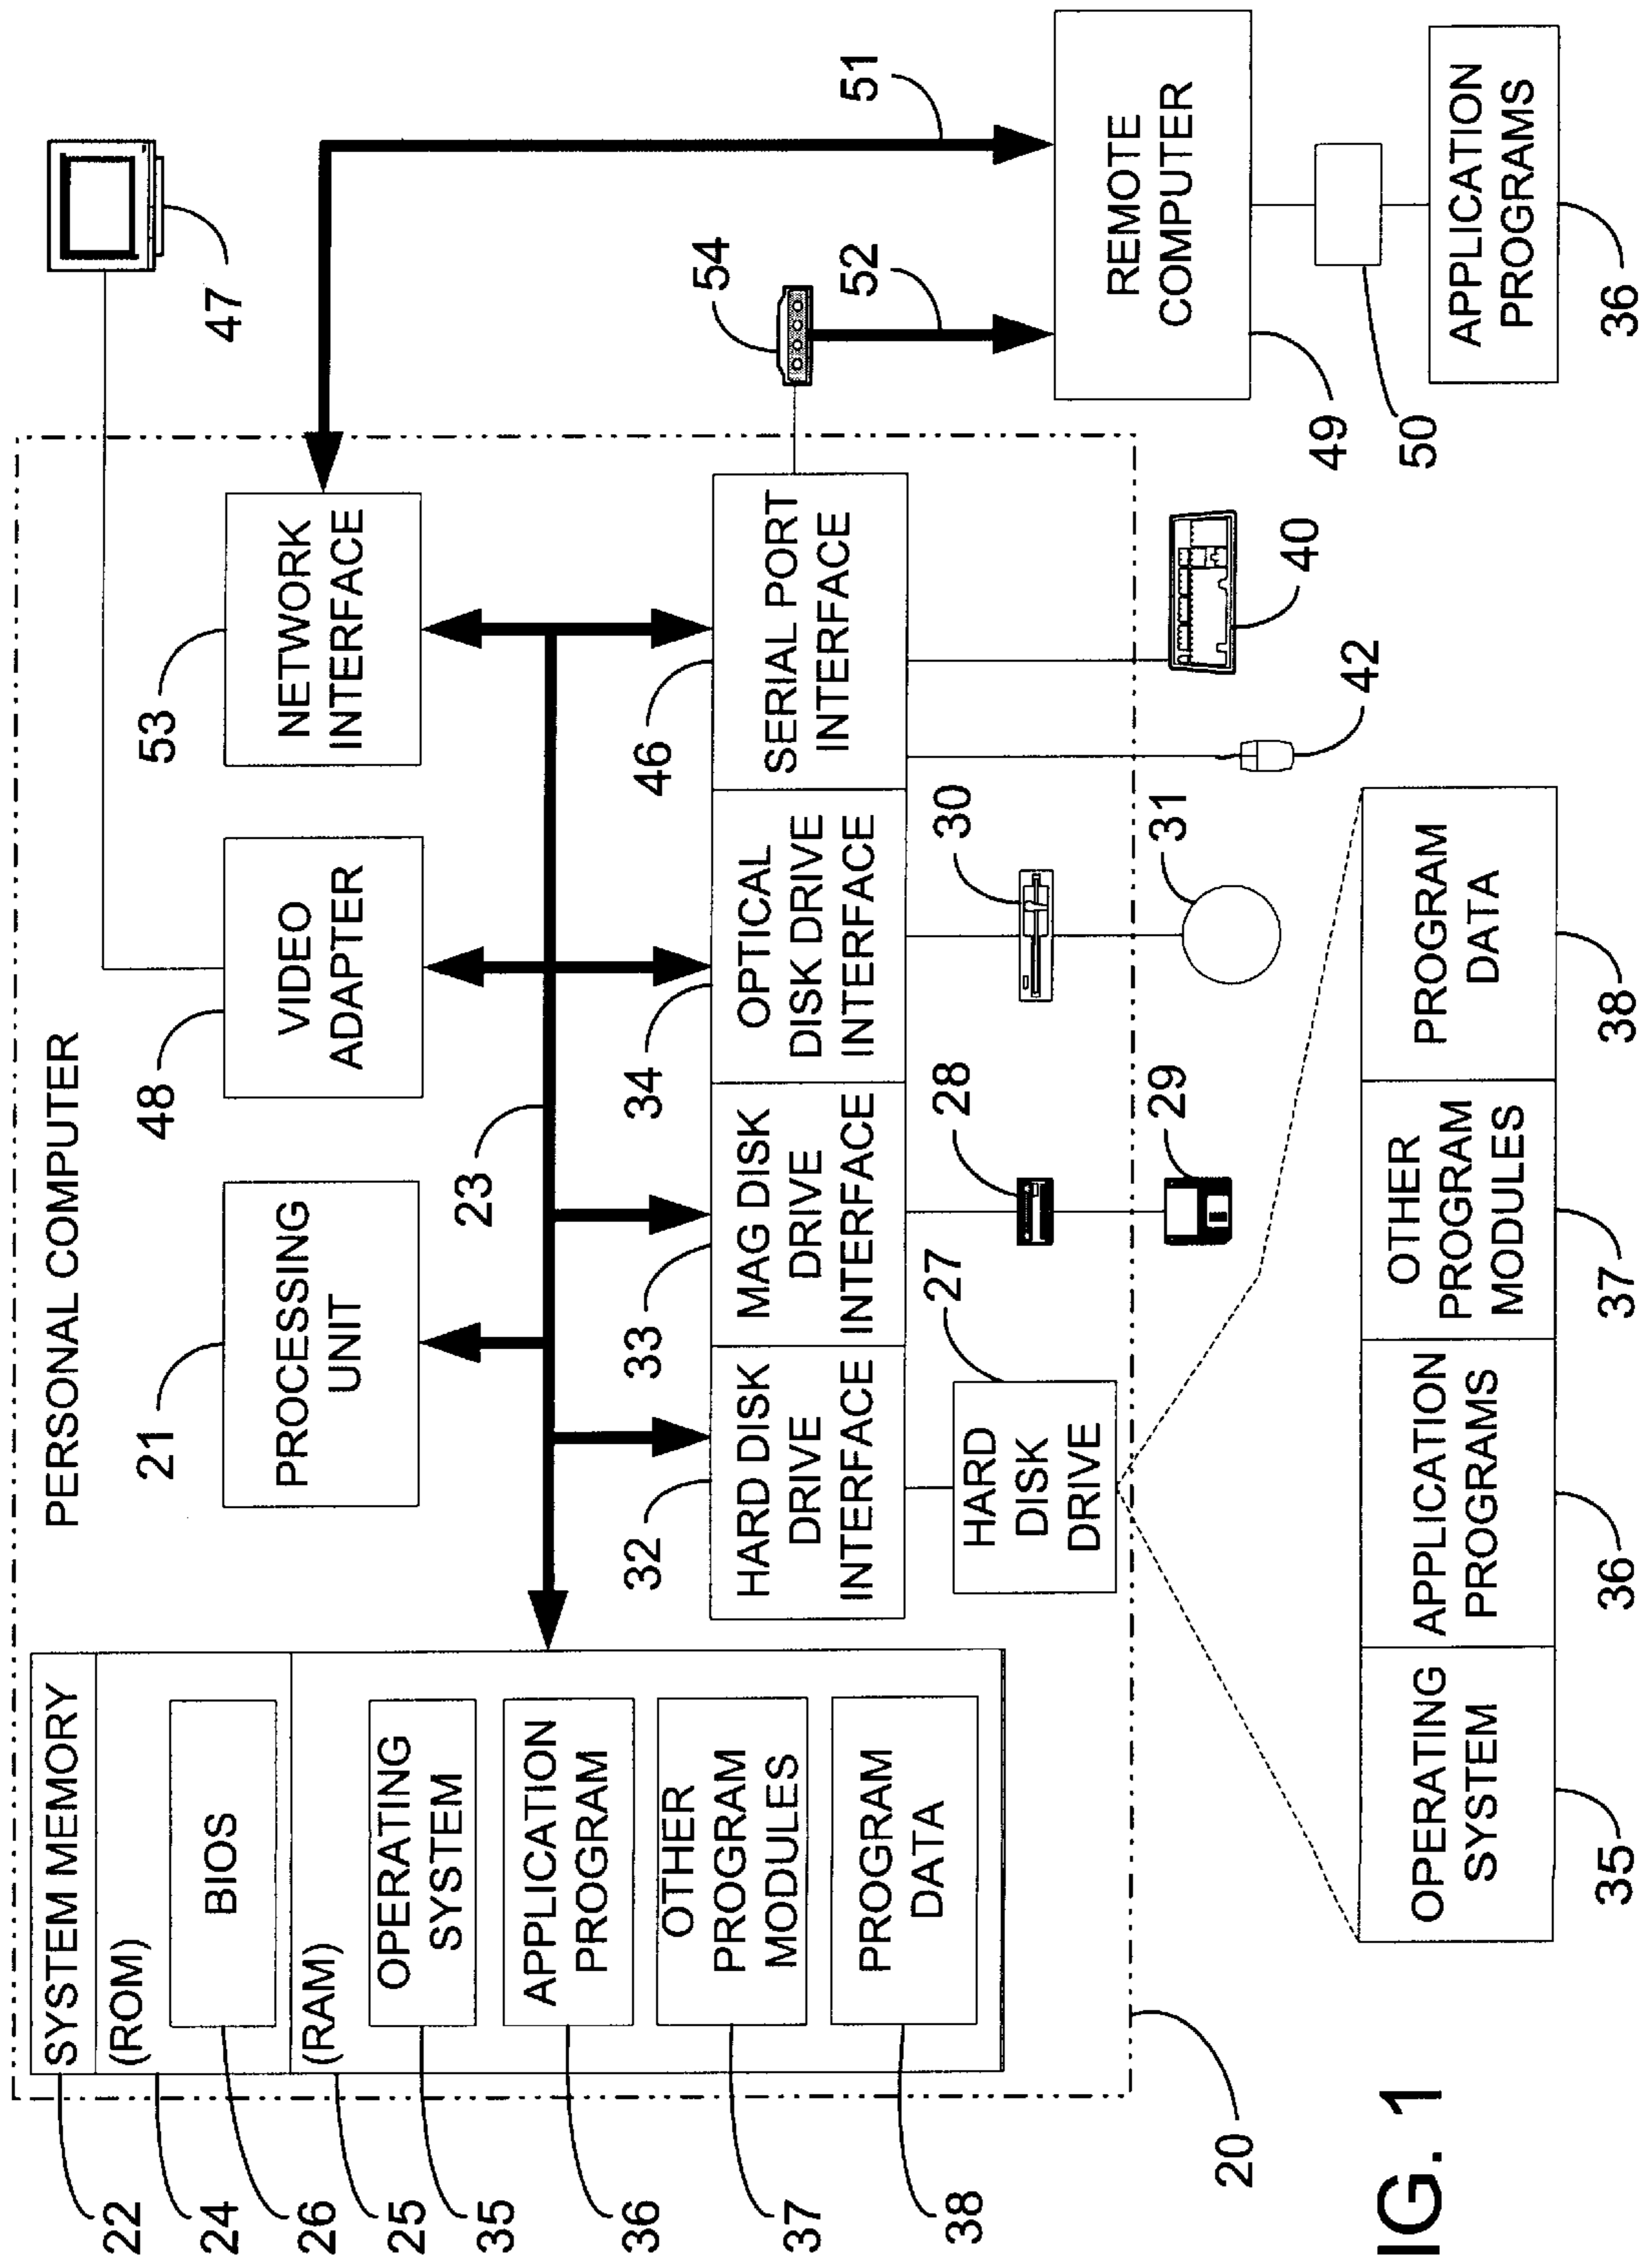 PERSONAL COMPUTER
SYSTEM MEMORY
22
(ROM)
24
BIOS
26
(RAM)
25
OPERATING
SYSTEM
35
APPLICATION
PROGRAM
36
OTHER
PROGRAM
MODULES
37
PROGRAM
DATA
38
21
PROCESSING
UNIT
48
VIDEO
ADAPTER
53
NETWORK
INTERFACE
47
23
32
HARD DISK
DRIVE
INTERFACE
33
MAG DISK
DRIVE
INTERFACE
34
OPTICAL
DISK DRIVE
INTERFACE
46
SERIAL PORT
INTERFACE
54
52
51
HARD
DISK
DRIVE
27
28
29
30
31
42
40
REMOTE
COMPUTER
49
50
APPLICATION
PROGRAMS
36
20
OPERATING
SYSTEM
35
APPLICATION
PROGRAMS
36
OTHER
PROGRAM
MODULES
37
PROGRAM
DATA
38
IG. 1